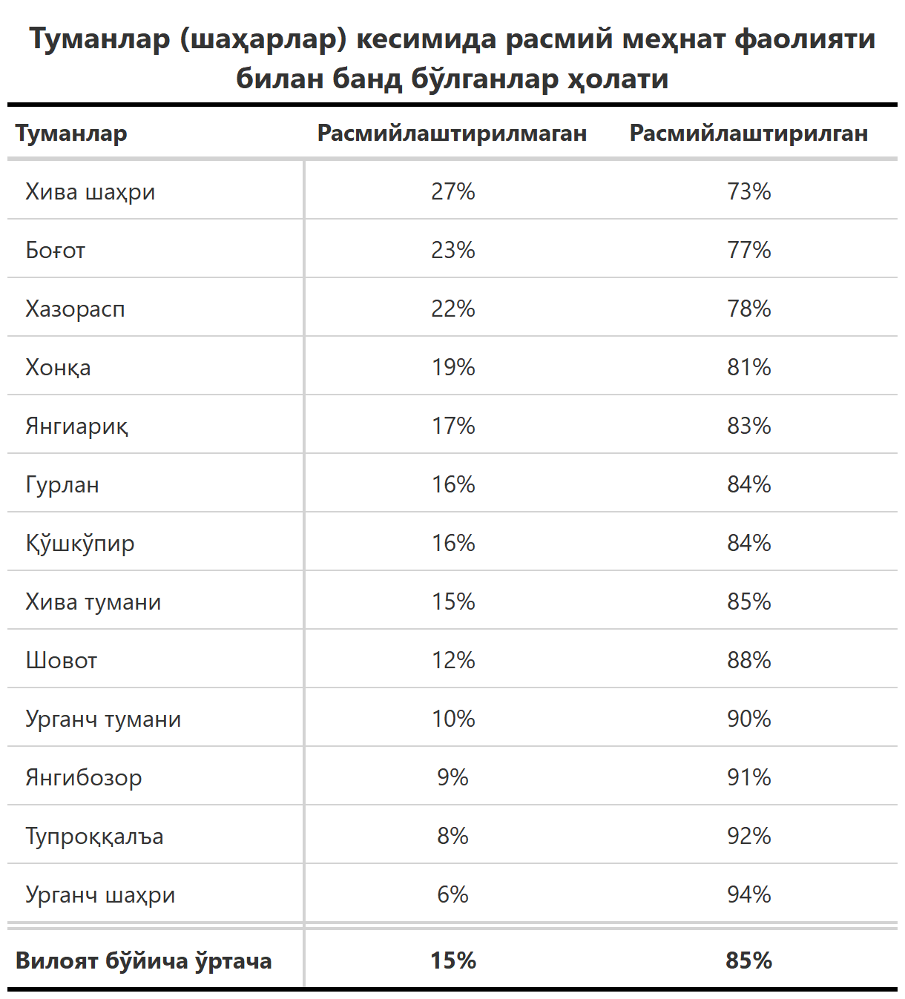 Туманлар (шаҳарлар) кесимида расмий меҳнат фаолияти
билан банд бўлганлар ҳолати
Туманлар Расмийлаштирилмаган Расмийлаштирилган
Хива шаҳри 27% 73%
Боғот 23% 77%
Хазорасп 22% 78%
Хонқа 19% 81%
Янгиариқ 17% 83%
Гурлан 16% 84%
Қўшкўпир 16% 84%
Хива тумани 15% 85%
Шовот 12% 88%
Урганч тумани 10% 90%
Янгибозор 9% 91%
Тупроққалъа 8% 92%
Урганч шаҳри 6% 94%
Вилоят бўйича ўртача 15% 85%